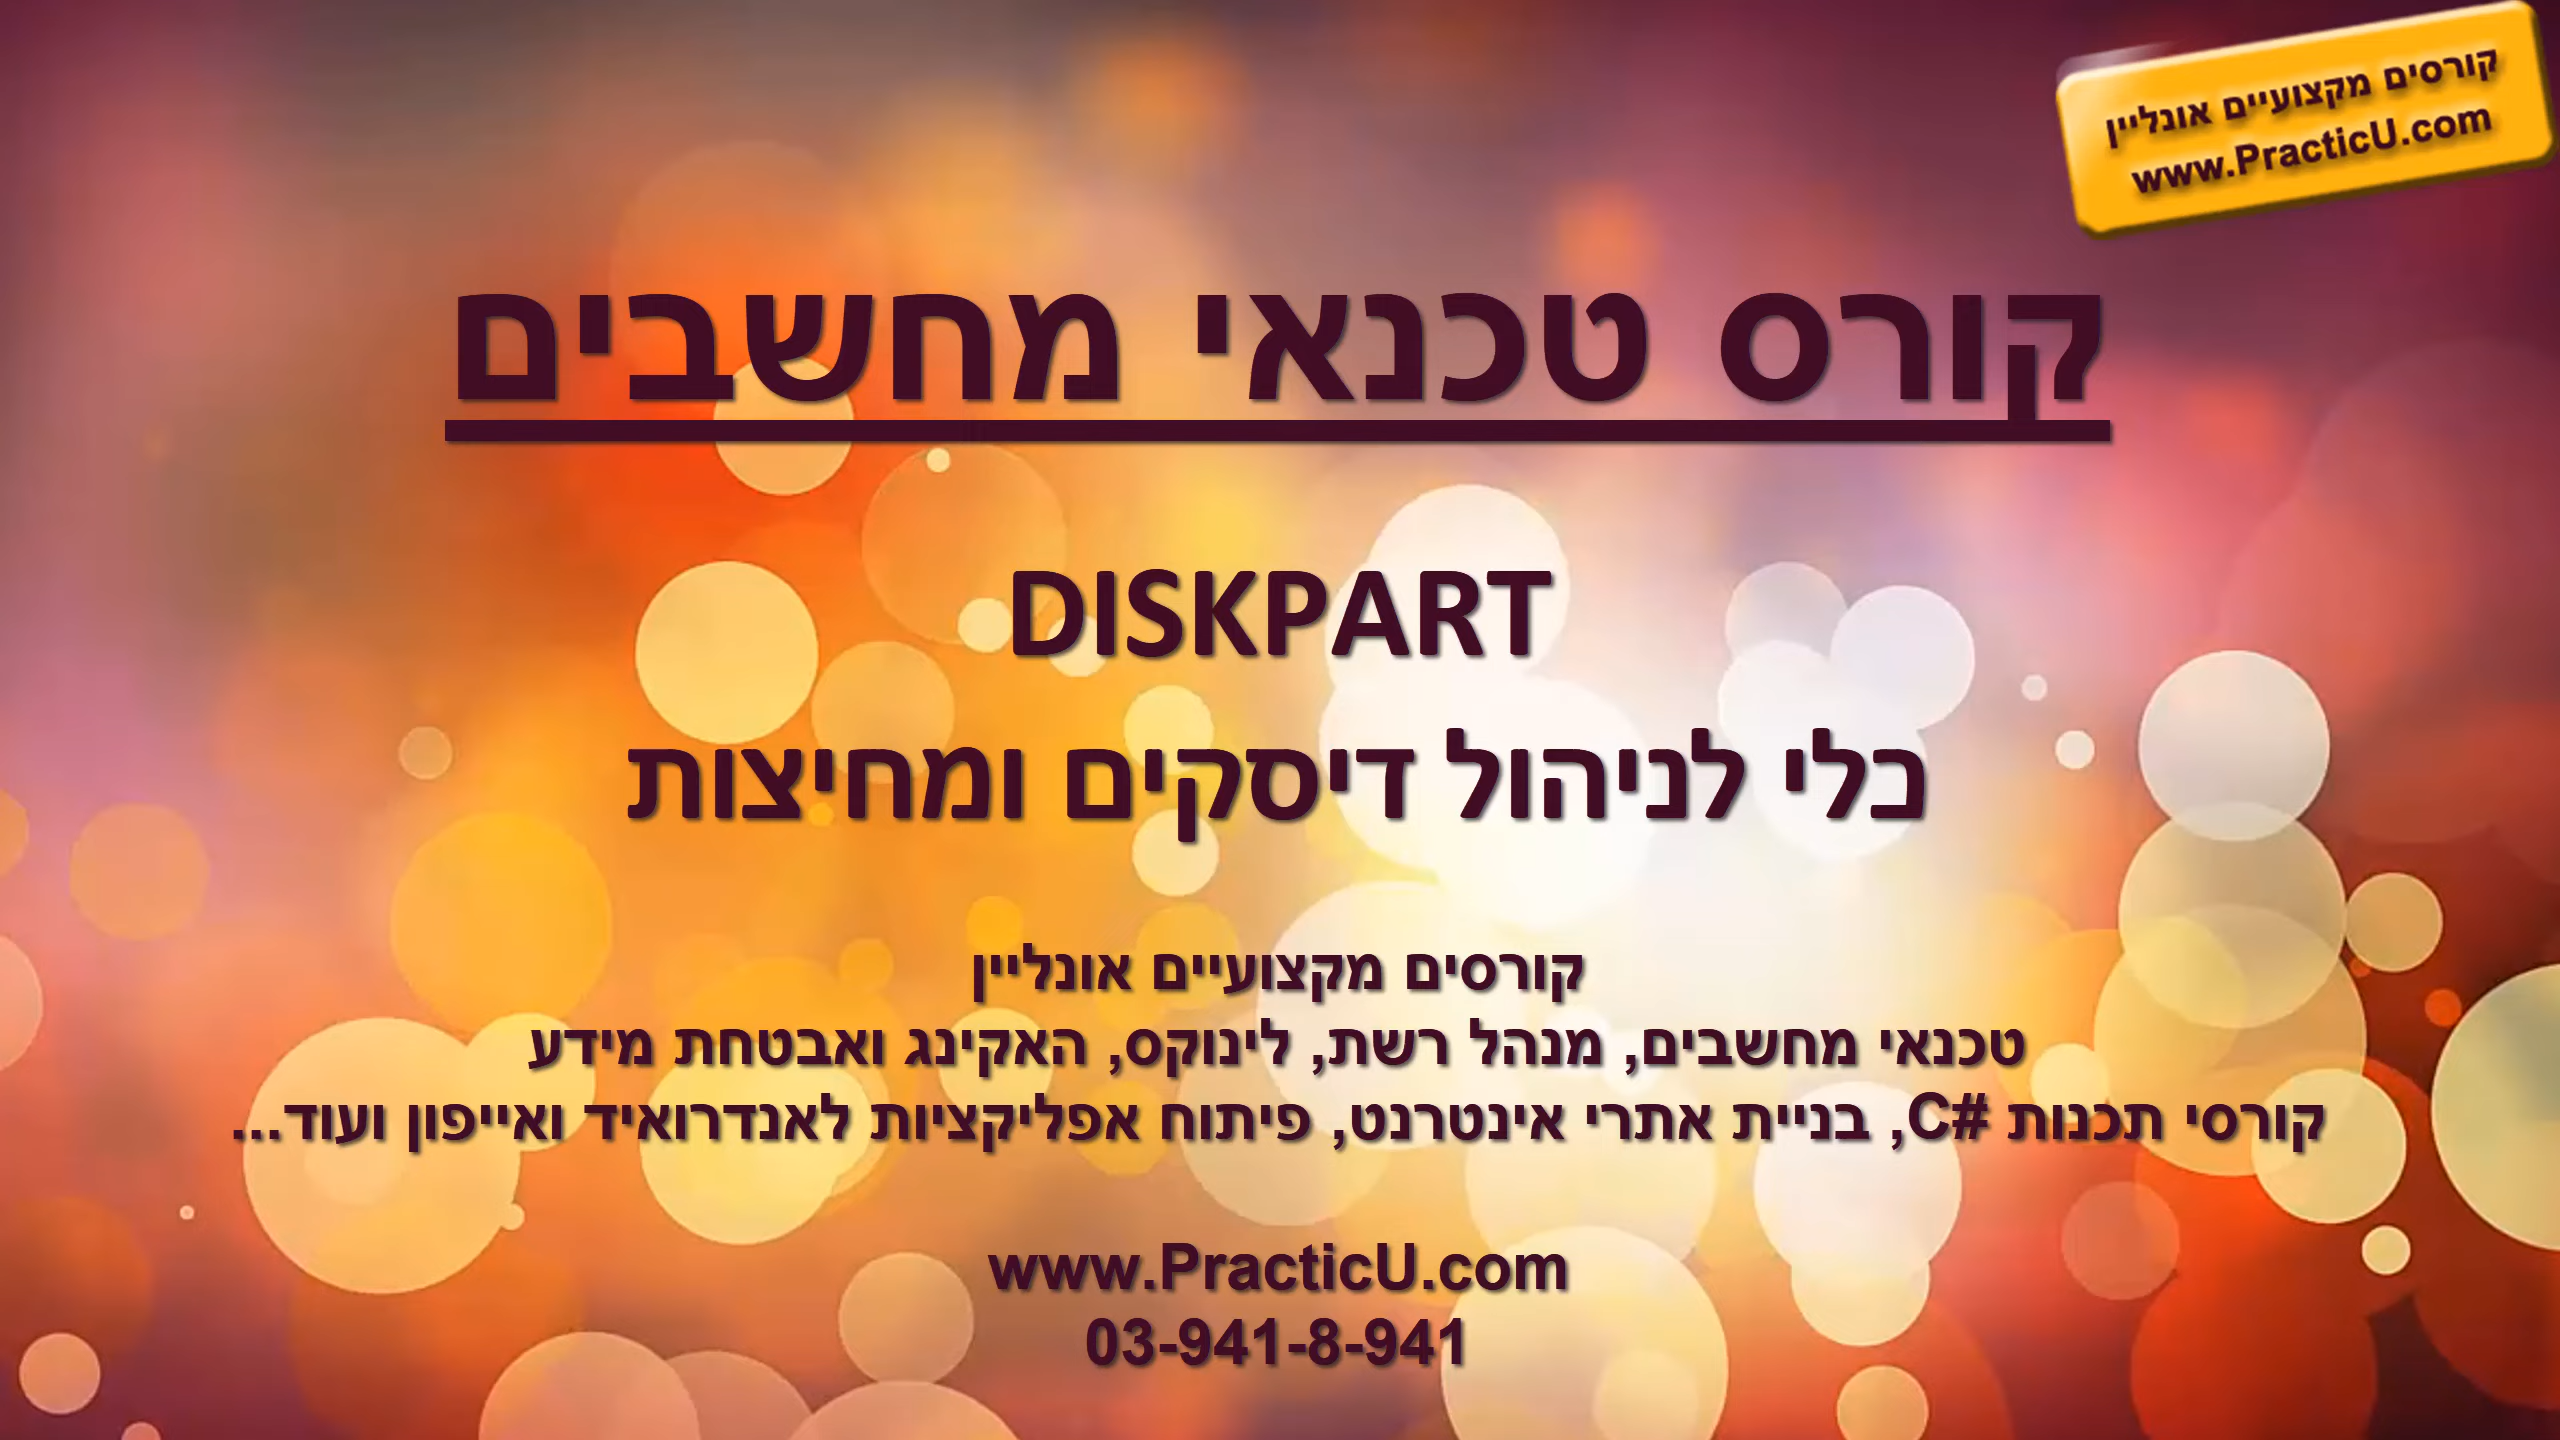 קורסים מקצועיים אונליין
www.PracticU.com
קורס טכנאי מחשבים
DISKPART
כלי לניהול דיסקים ומחיצות
קורסים מקצועיים אונליין
טכנאי מחשבים, מנהל רשת, לינוקס, האקינג ואבטחת מידע
קורסי תכנות C#, בניית אתרי אינטרנט, פיתוח אפליקציות לאנדרואיד ואייפון ועוד...
www.PracticU.com
03-941-8-941